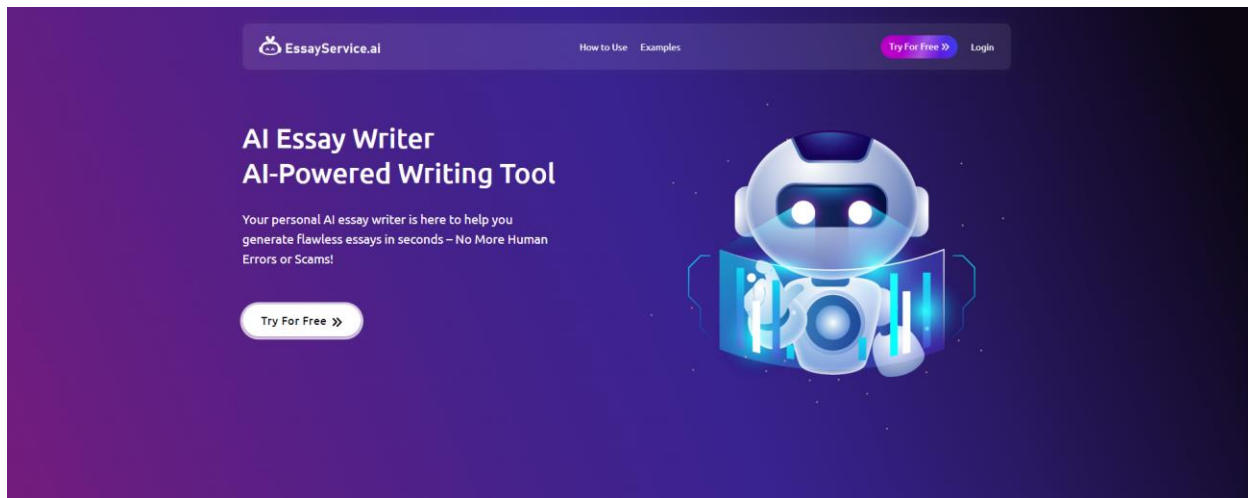 EssayService.ai
How to Use Examples
Try For Free »
Login
AI Essay Writer
AI-Powered Writing Tool
Your personal AI essay writer is here to help you
generate flawless essays in seconds – No More Human
Errors or Scams!
Try For Free »